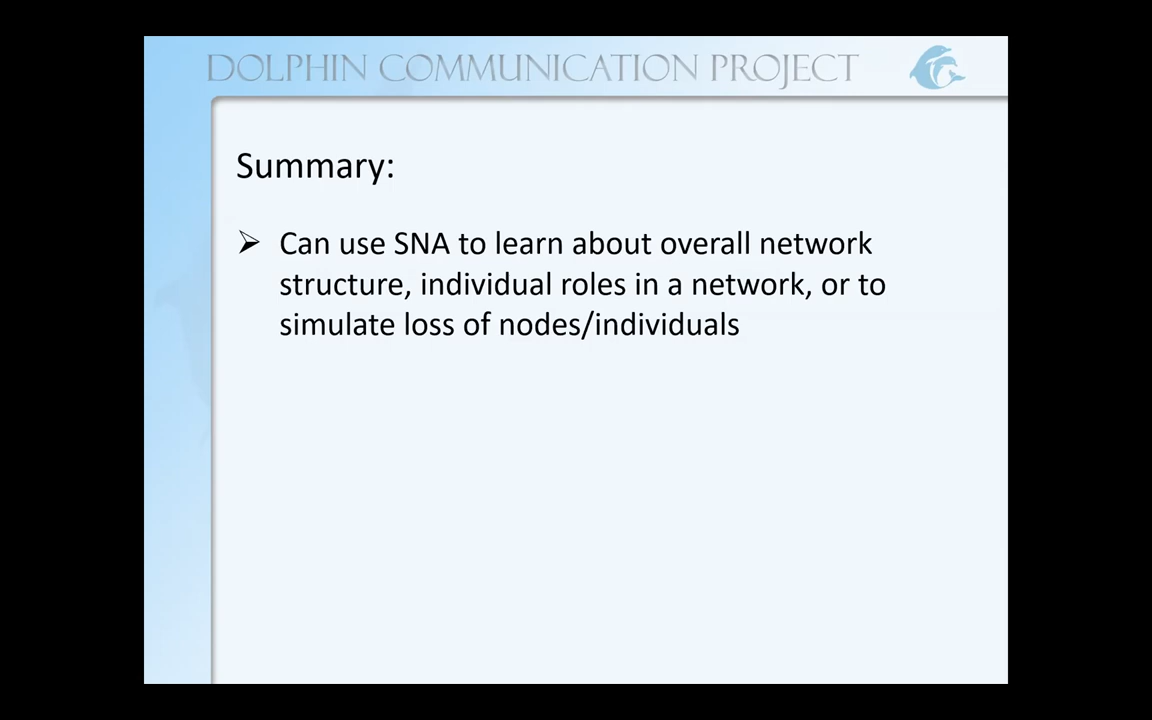 DOLPHIN COMMUNICATION PROJECT
Summary:
➢ Can use SNA to learn about overall network
structure, individual roles in a network, or to
simulate loss of nodes/individuals